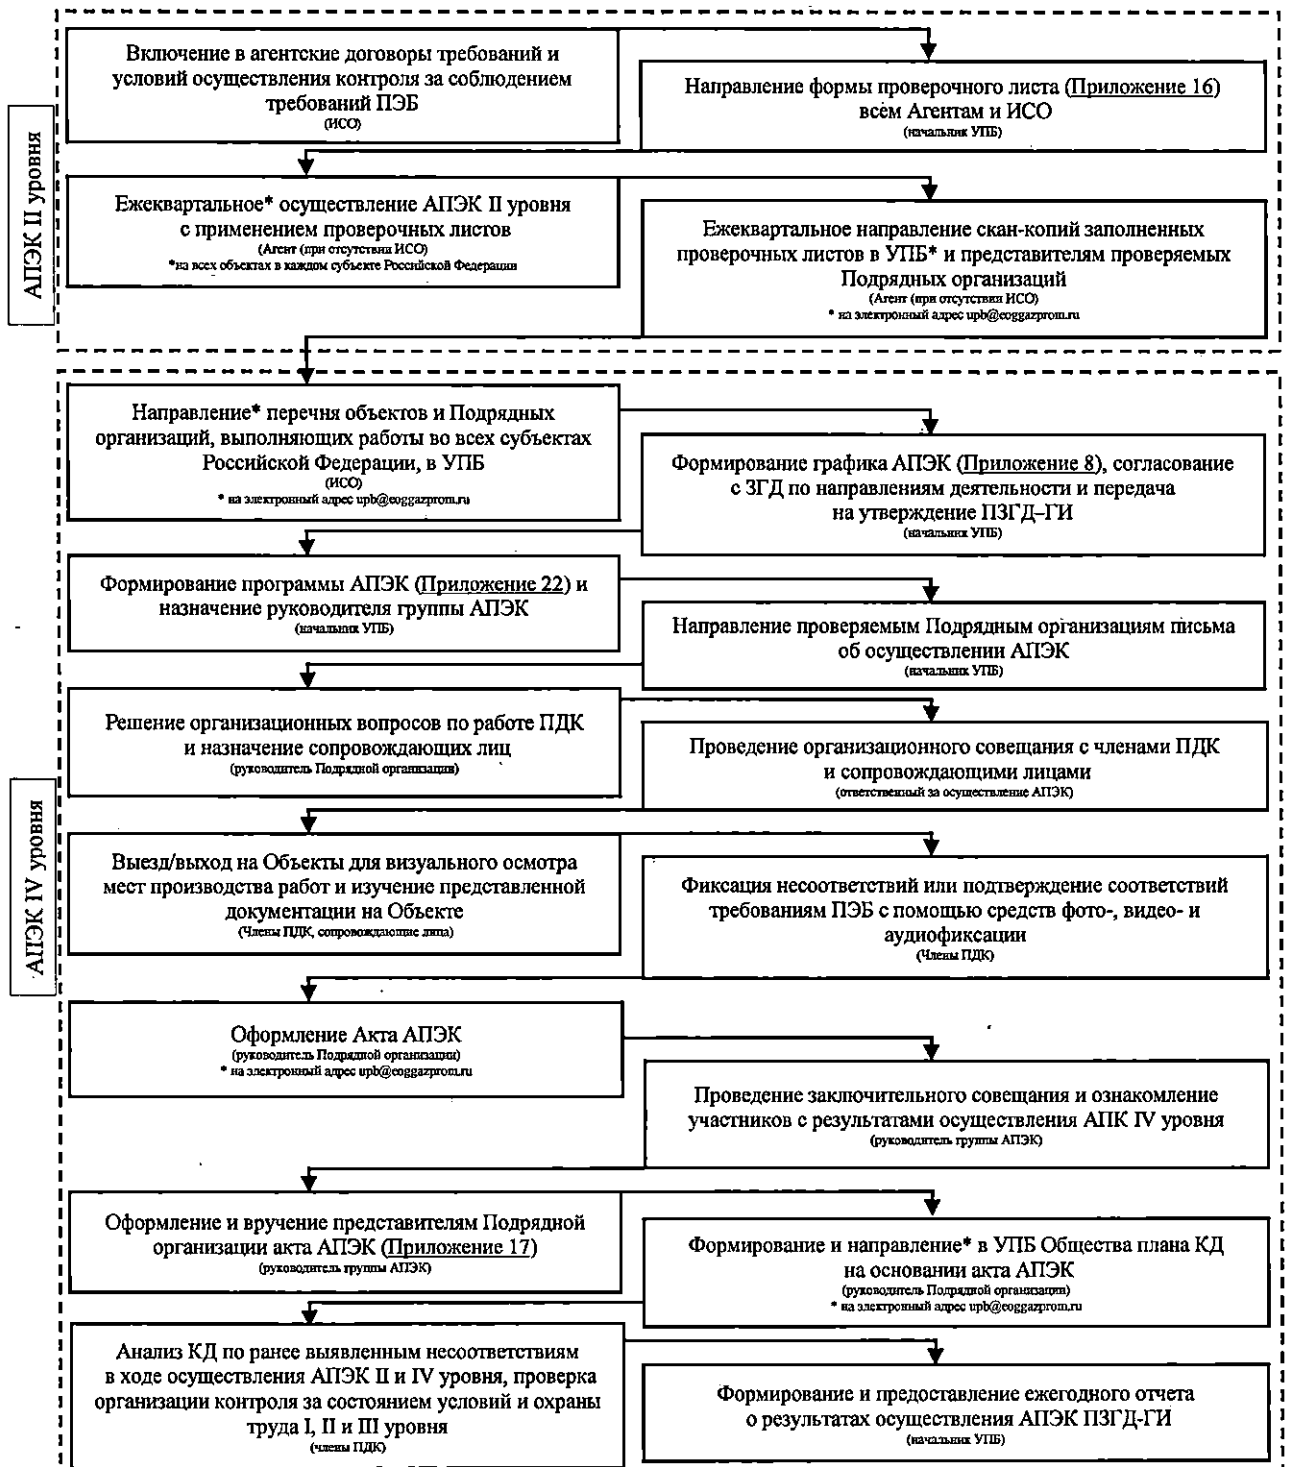 АПЭК II уровня
Включение в агентские договоры требований и
условий осуществления контроля за соблюдением
требований ПЭБ
(ИСО)
Направление формы проверочного листа (Приложение 16)
всем Агентам и ИСО
(начальник УПБ)
Ежеквартальное* осуществление АПЭК II уровня
с применением проверочных листов
(Агент (при отсутствии ИСО)
*на всех объектах в каждом субъекте Российской Федерации
Ежеквартальное направление скан-копий заполненных
проверочных листов в УПБ* и представителям проверяемых
Подрядных организаций
(Агент (при отсутствии ИСО)
* на электронный адрес upb@eoggazprom.ru
АПЭК IV уровня
Направление* перечня объектов и Подрядных
организаций, выполняющих работы во всех субъектах
Российской Федерации, в УПБ
(ИСО)
* на электронный адрес upb@eoggazprom.ru
Формирование графика АПЭК (Приложение 8), согласование
с ЗГД по направлениям деятельности и передача
на утверждение ПЗГД–ГИ
(начальник УПБ)
Формирование программы АПЭК (Приложение 22) и
назначение руководителя группы АПЭК
(начальник УПБ)
Направление проверяемым Подрядным организациям письма
об осуществлении АПЭК
(начальник УПБ)
Решение организационных вопросов по работе ПДК
и назначение сопровождающих лиц
(руководитель Подрядной организации)
Проведение организационного совещания с членами ПДК
и сопровождающими лицами
(ответственный за осуществление АПЭК)
Выезд/выход на Объекты для визуального осмотра
мест производства работ и изучение представленной
документации на Объекте
(Члены ПДК, сопровождающие лица)
Фиксация несоответствий или подтверждение соответствий
требованиям ПЭБ с помощью средств фото-, видео- и
аудиофиксации
(Члены ПДК)
Оформление Акта АПЭК
(руководитель Подрядной организации)
* на электронный адрес upb@eoggazprom.ru
Проведение заключительного совещания и ознакомление
участников с результатами осуществления АПК IV уровня
(руководитель группы АПЭК)
Оформление и вручение представителям Подрядной
организации акта АПЭК (Приложение 17)
(руководитель группы АПЭК)
Формирование и направление* в УПБ Общества плана КД
на основании акта АПЭК
(руководитель Подрядной организации)
* на электронный адрес upb@eoggazprom.ru
Анализ КД по ранее выявленным несоответствиям
в ходе осуществления АПЭК II и IV уровня, проверка
организации контроля за состоянием условий и охраны
труда I, II и III уровня
(члены ПДК)
Формирование и предоставление ежегодного отчета
о результатах осуществления АПЭК ПЗГД-ГИ
(начальник УПБ)